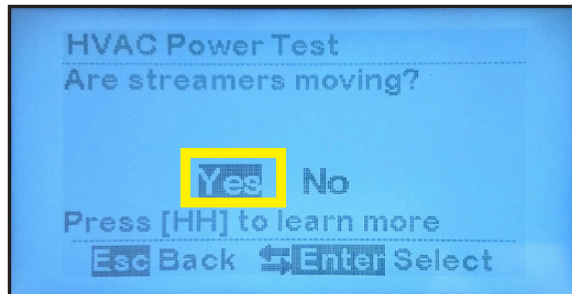 HVAC Power Test
Are streamers moving?
Yes No
Press [HH] to learn more
Esc Back Enter Select